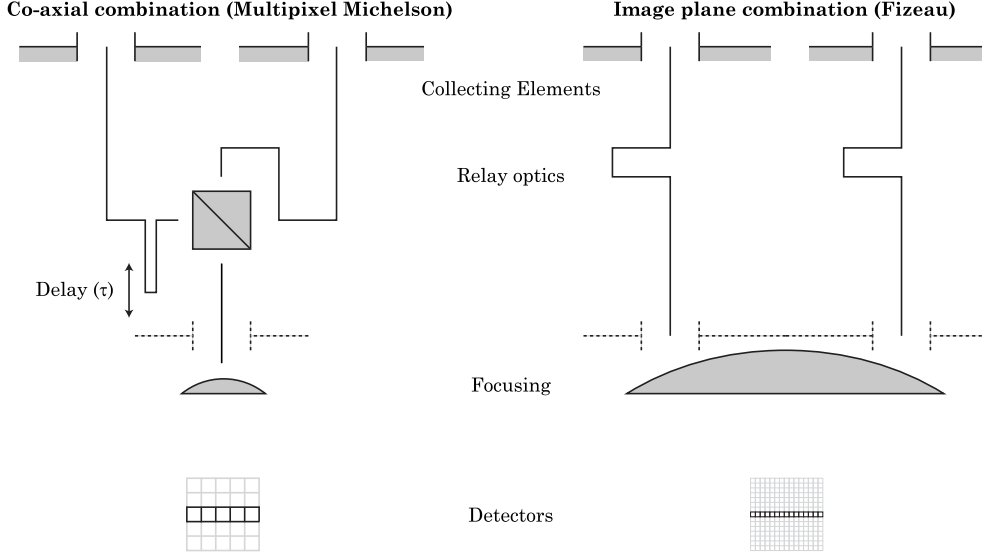 Co-axial combination (Multipixel Michelson)
Image plane combination (Fizeau)
Collecting Elements
Relay optics
Delay (τ)
Focusing
Detectors